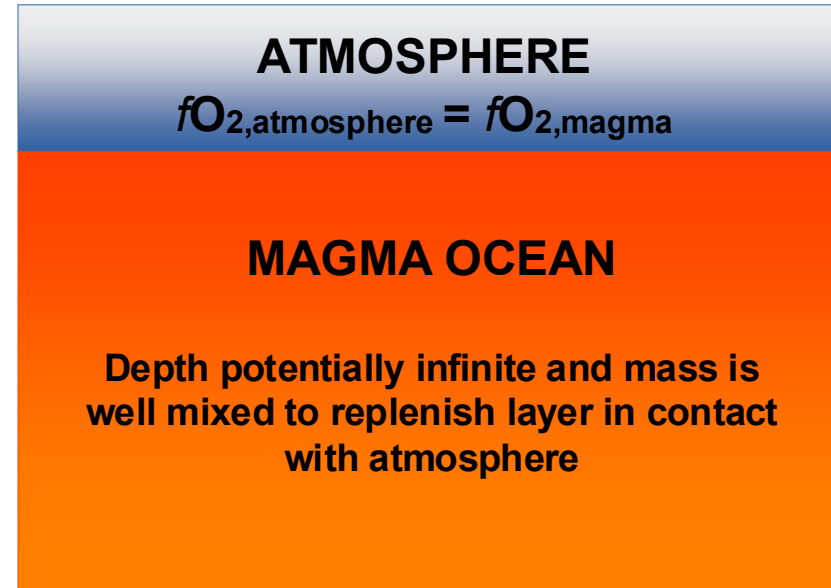 ATMOSPHERE
fO2,atmosphere = fO2,magma
MAGMA OCEAN
Depth potentially infinite and mass is
well mixed to replenish layer in contact
with atmosphere